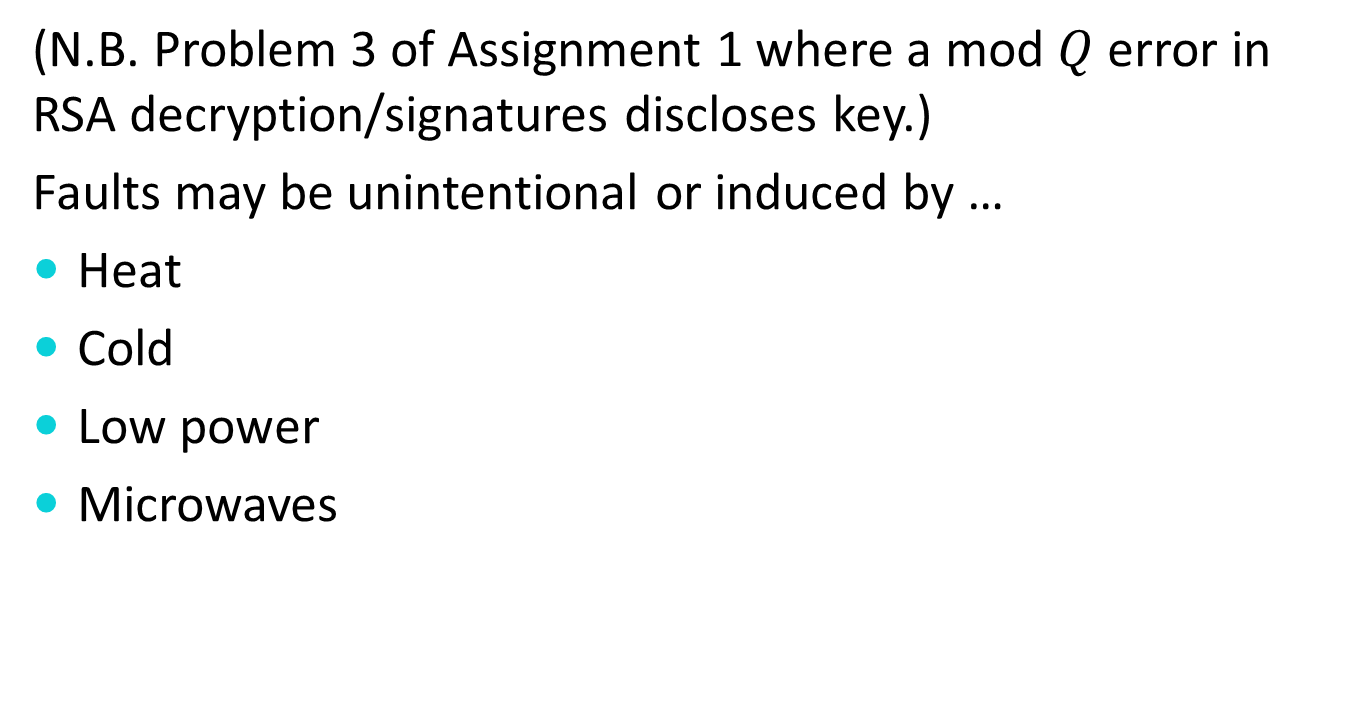 (N.B. Problem 3 of Assignment 1 where a mod 𝑄 error in
RSA decryption/signatures discloses key.)
Faults may be unintentional or induced by …
• Heat
• Cold
• Low power
• Microwaves